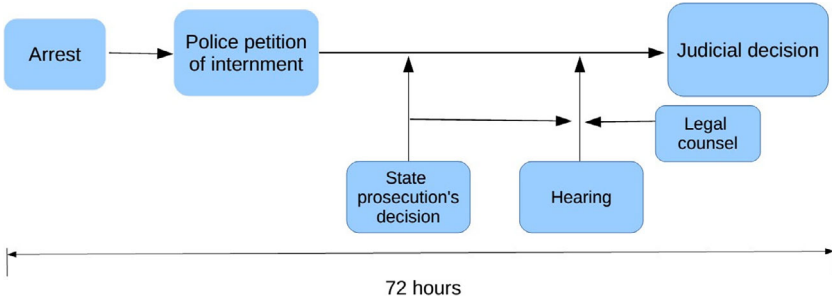 Arrest
Police petition
of internment
Judicial decision
Legal
counsel
State
prosecution's
decision
Hearing
72 hours